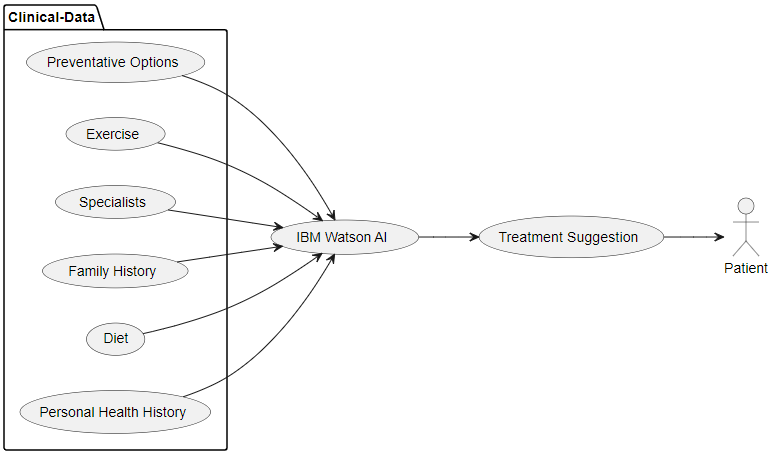 Clinical-Data
Preventative Options
Exercise
Specialists
IBM Watson AI
Treatment Suggestion
Family History
Patient
Diet
Personal Health History